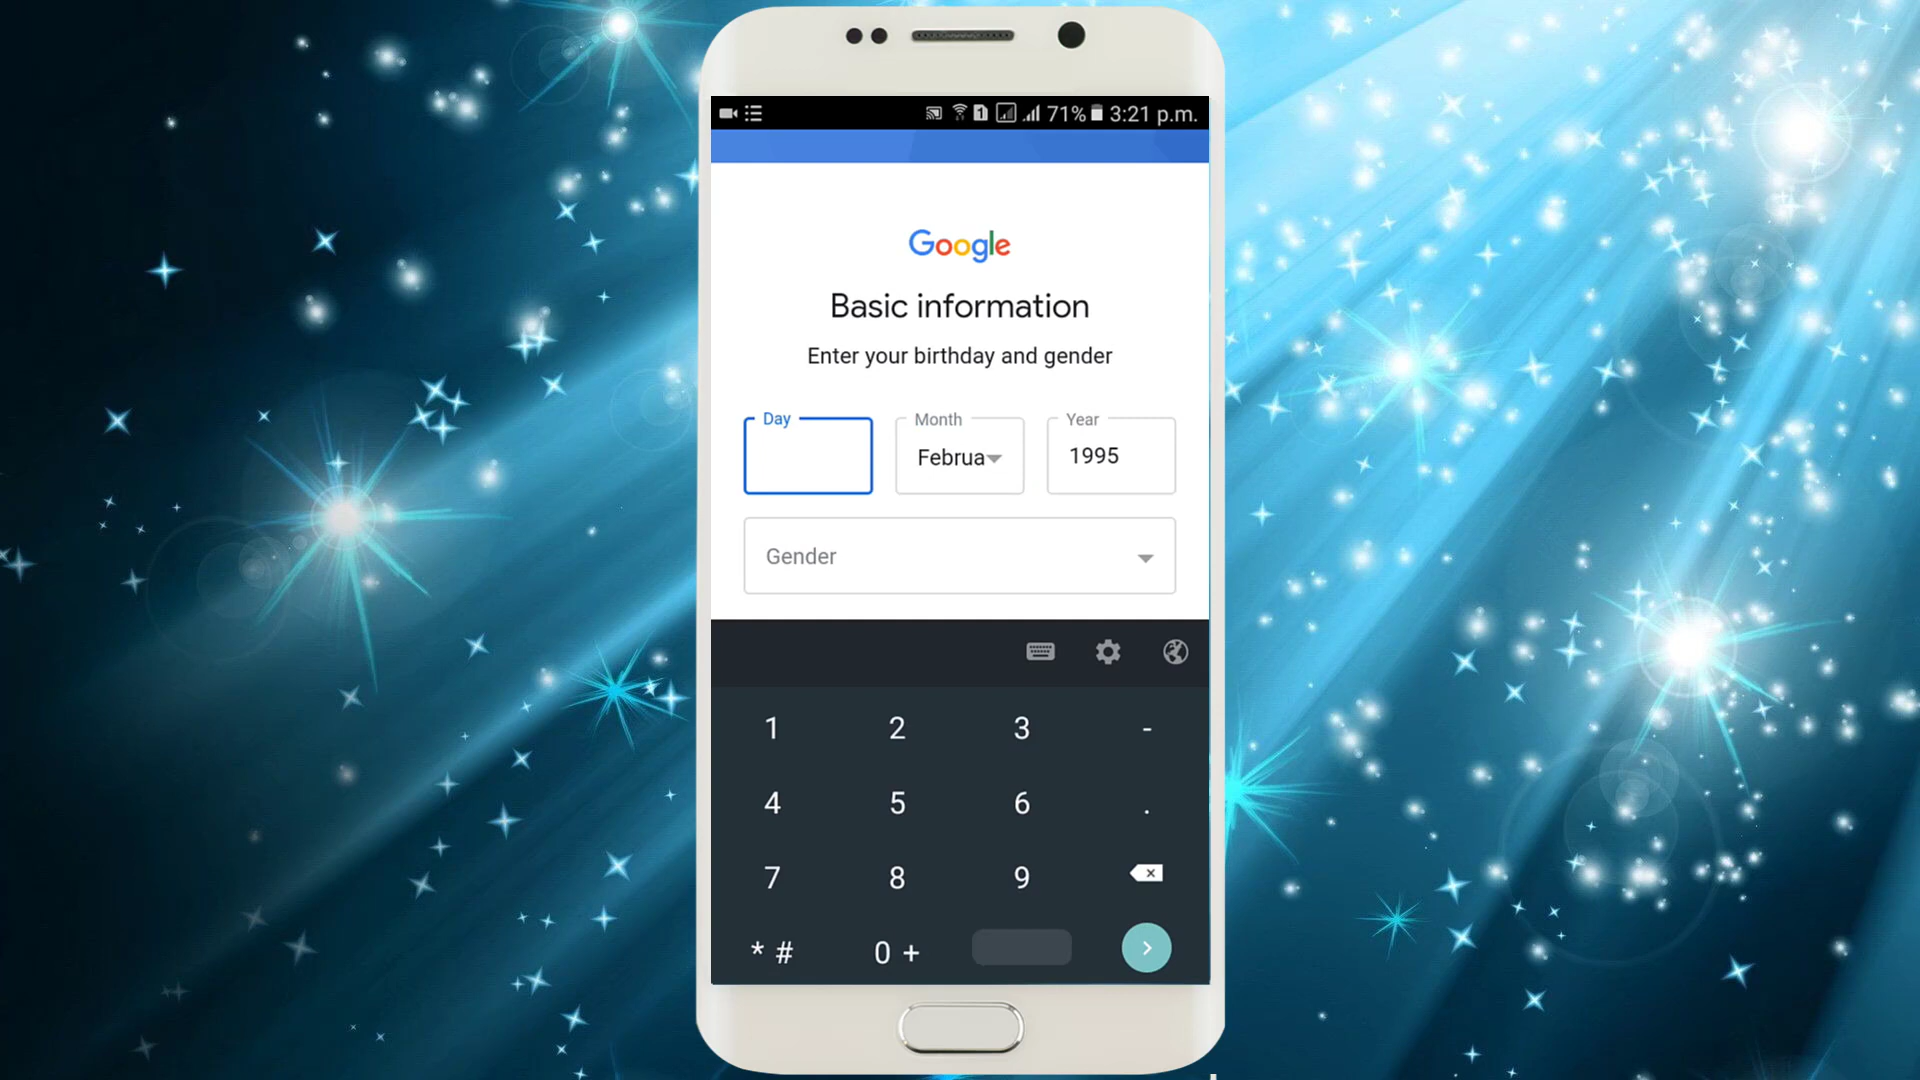 71% 3:21 p.m.
Google
Basic information
Enter your birthday and gender
Day Month Year
Februa 1995
Gender
1 2 3 -
4 5 6 .
7 8 9
* # 0 +